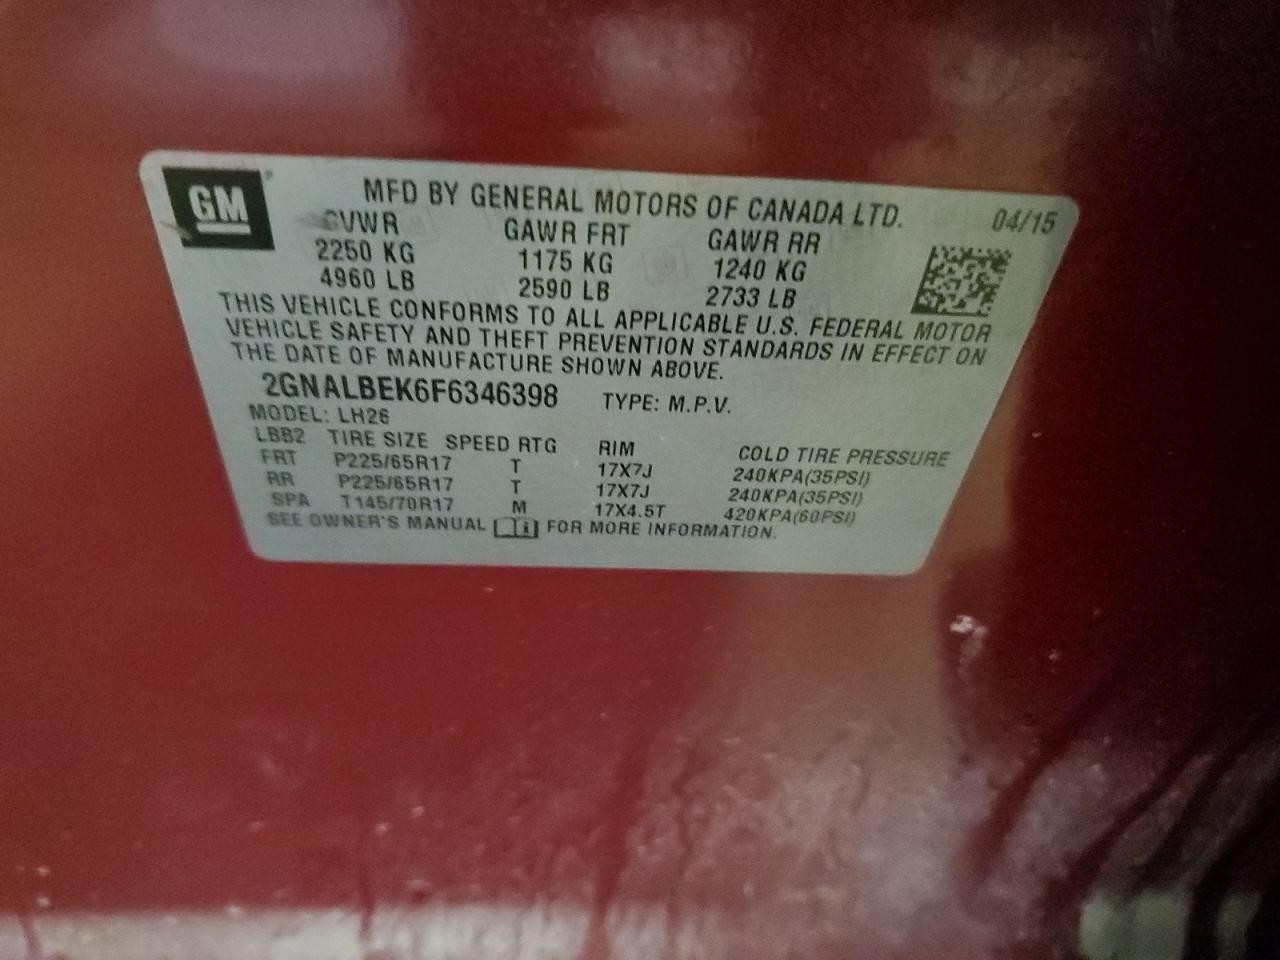 GM
MFD BY GENERAL MOTORS OF CANADA LTD. 04/15
GVWR GAWR FRT GAWR RR
2250 KG 1175 KG 1240 KG
4960 LB 2590 LB 2733 LB
THIS VEHICLE CONFORMS TO ALL APPLICABLE U.S. FEDERAL MOTOR
VEHICLE SAFETY AND THEFT PREVENTION STANDARDS IN EFFECT ON
THE DATE OF MANUFACTURE SHOWN ABOVE.
2GNALBEK6F6346398 TYPE: M.P.V.
MODEL: LH26
LBB2 TIRE SIZE SPEED RTG RIM COLD TIRE PRESSURE
FRT P225/65R17 T 17X7J 240KPA(35PSI)
RR P225/65R17 T 17X7J 240KPA(35PSI)
SPA T145/70R17 M 17X4.5T 420KPA(60PSI)
SEE OWNER'S MANUAL i FOR MORE INFORMATION.